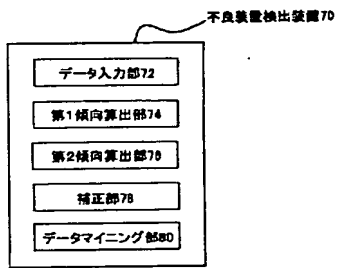 不良装置検出装置70
データ入力部72
第1傾向算出部74
第2傾向算出部76
補正部78
データマイニング部80